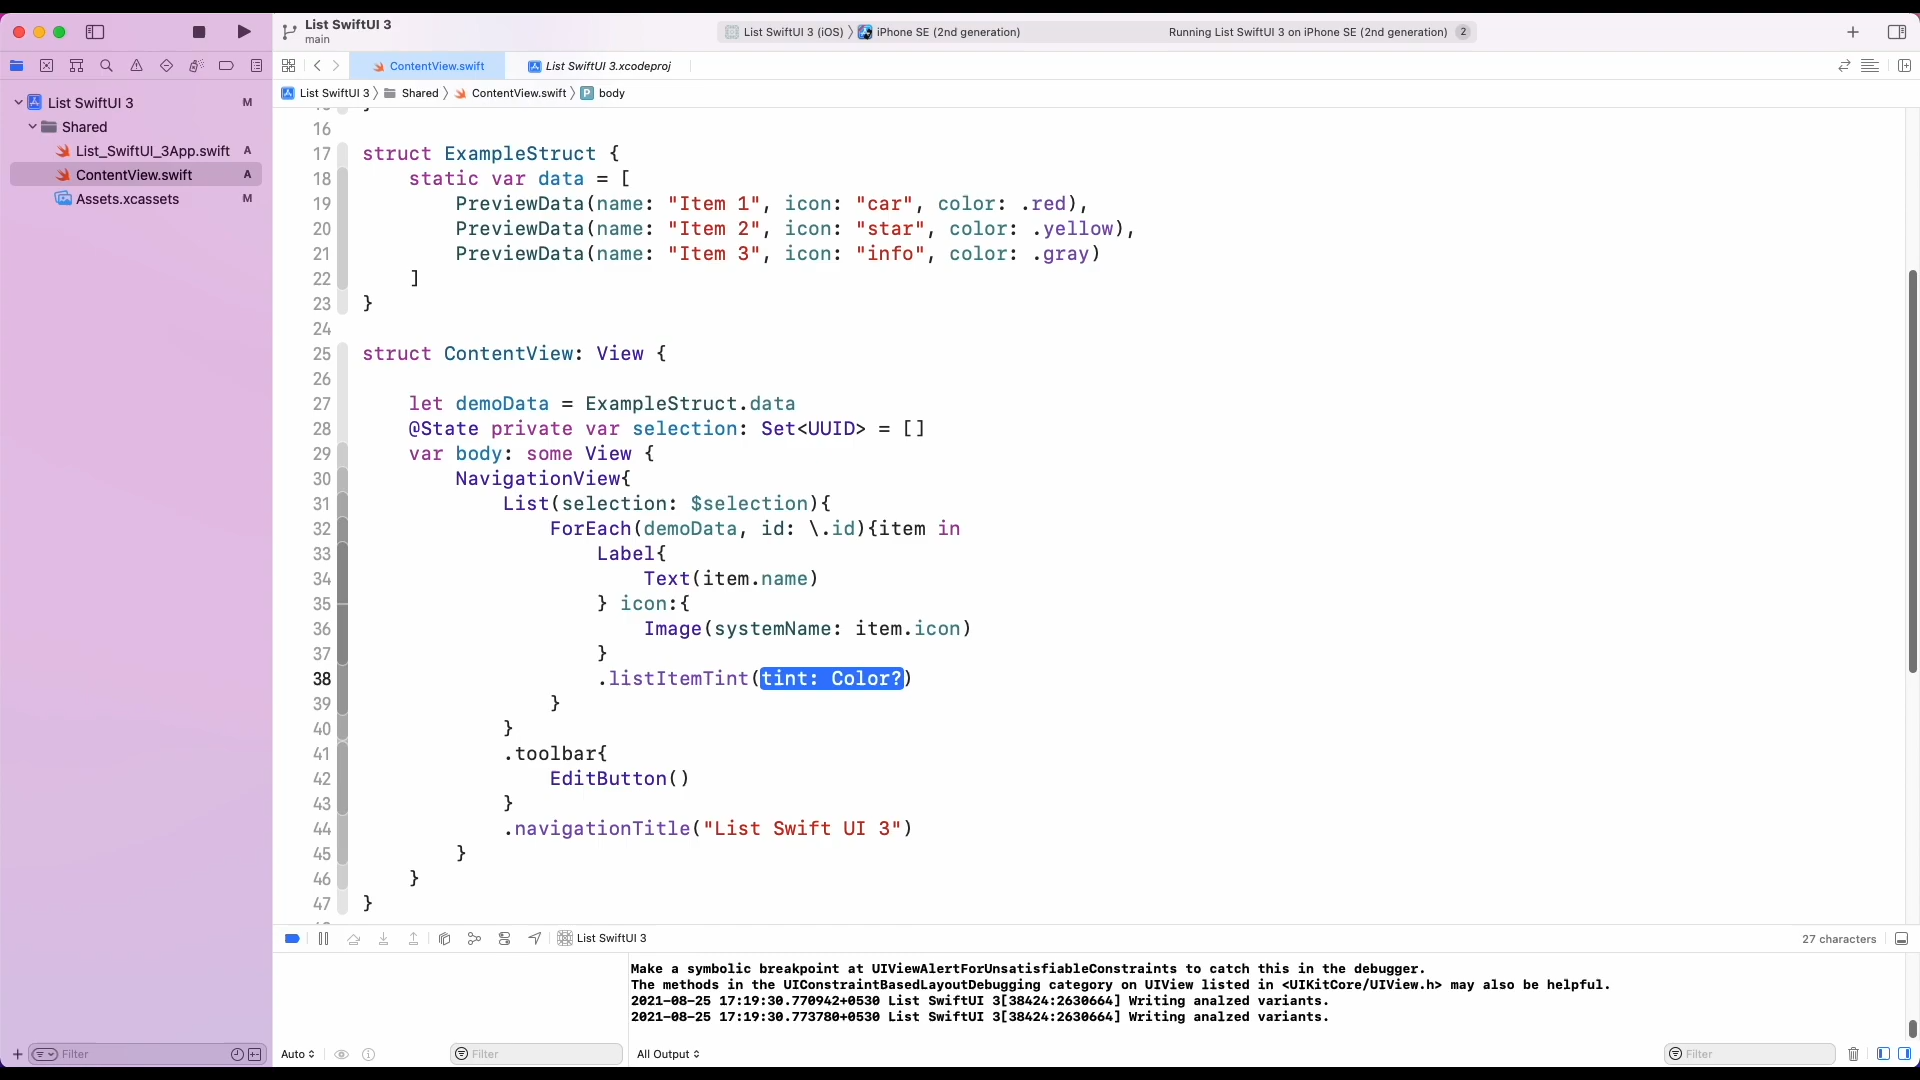 List SwiftUI 3
main
List SwiftUI 3 (iOS) 〉 iPhone SE (2nd generation)
Running List SwiftUI 3 on iPhone SE (2nd generation) 2
ContentView.swift
List SwiftUI 3.xcodeproj
List SwiftUI 3 〉 Shared 〉 ContentView.swift 〉 P body
List SwiftUI 3 M
Shared
List_SwiftUI_3App.swift A
ContentView.swift A
Assets.xcassets M
16
17 struct ExampleStruct {
18 static var data = [
19 PreviewData(name: "Item 1", icon: "car", color: .red),
20 PreviewData(name: "Item 2", icon: "star", color: .yellow),
21 PreviewData(name: "Item 3", icon: "info", color: .gray)
22 ]
23 }
24
25 struct ContentView: View {
26
27 let demoData = ExampleStruct.data
28 @State private var selection: Set<UUID> = []
29 var body: some View {
30 NavigationView{
31 List(selection: $selection){
32 ForEach(demoData, id: \.id){item in
33 Label{
34 Text(item.name)
35 } icon:{
36 Image(systemName: item.icon)
37 }
38 .listItemTint(tint: Color?)
39 }
40 }
41 .toolbar{
42 EditButton()
43 }
44 .navigationTitle("List Swift UI 3")
45 }
46 }
47 }
List SwiftUI 3
27 characters
Make a symbolic breakpoint at UIViewAlertForUnsatisfiableConstraints to catch this in the debugger.
The methods in the UIConstraintBasedLayoutDebugging category on UIView listed in <UIKitCore/UIView.h> may also be helpful.
2021-08-25 17:19:30.770942+0530 List SwiftUI 3[38424:2630664] Writing analzed variants.
2021-08-25 17:19:30.773780+0530 List SwiftUI 3[38424:2630664] Writing analzed variants.
Filter
Auto
Filter
All Output
Filter